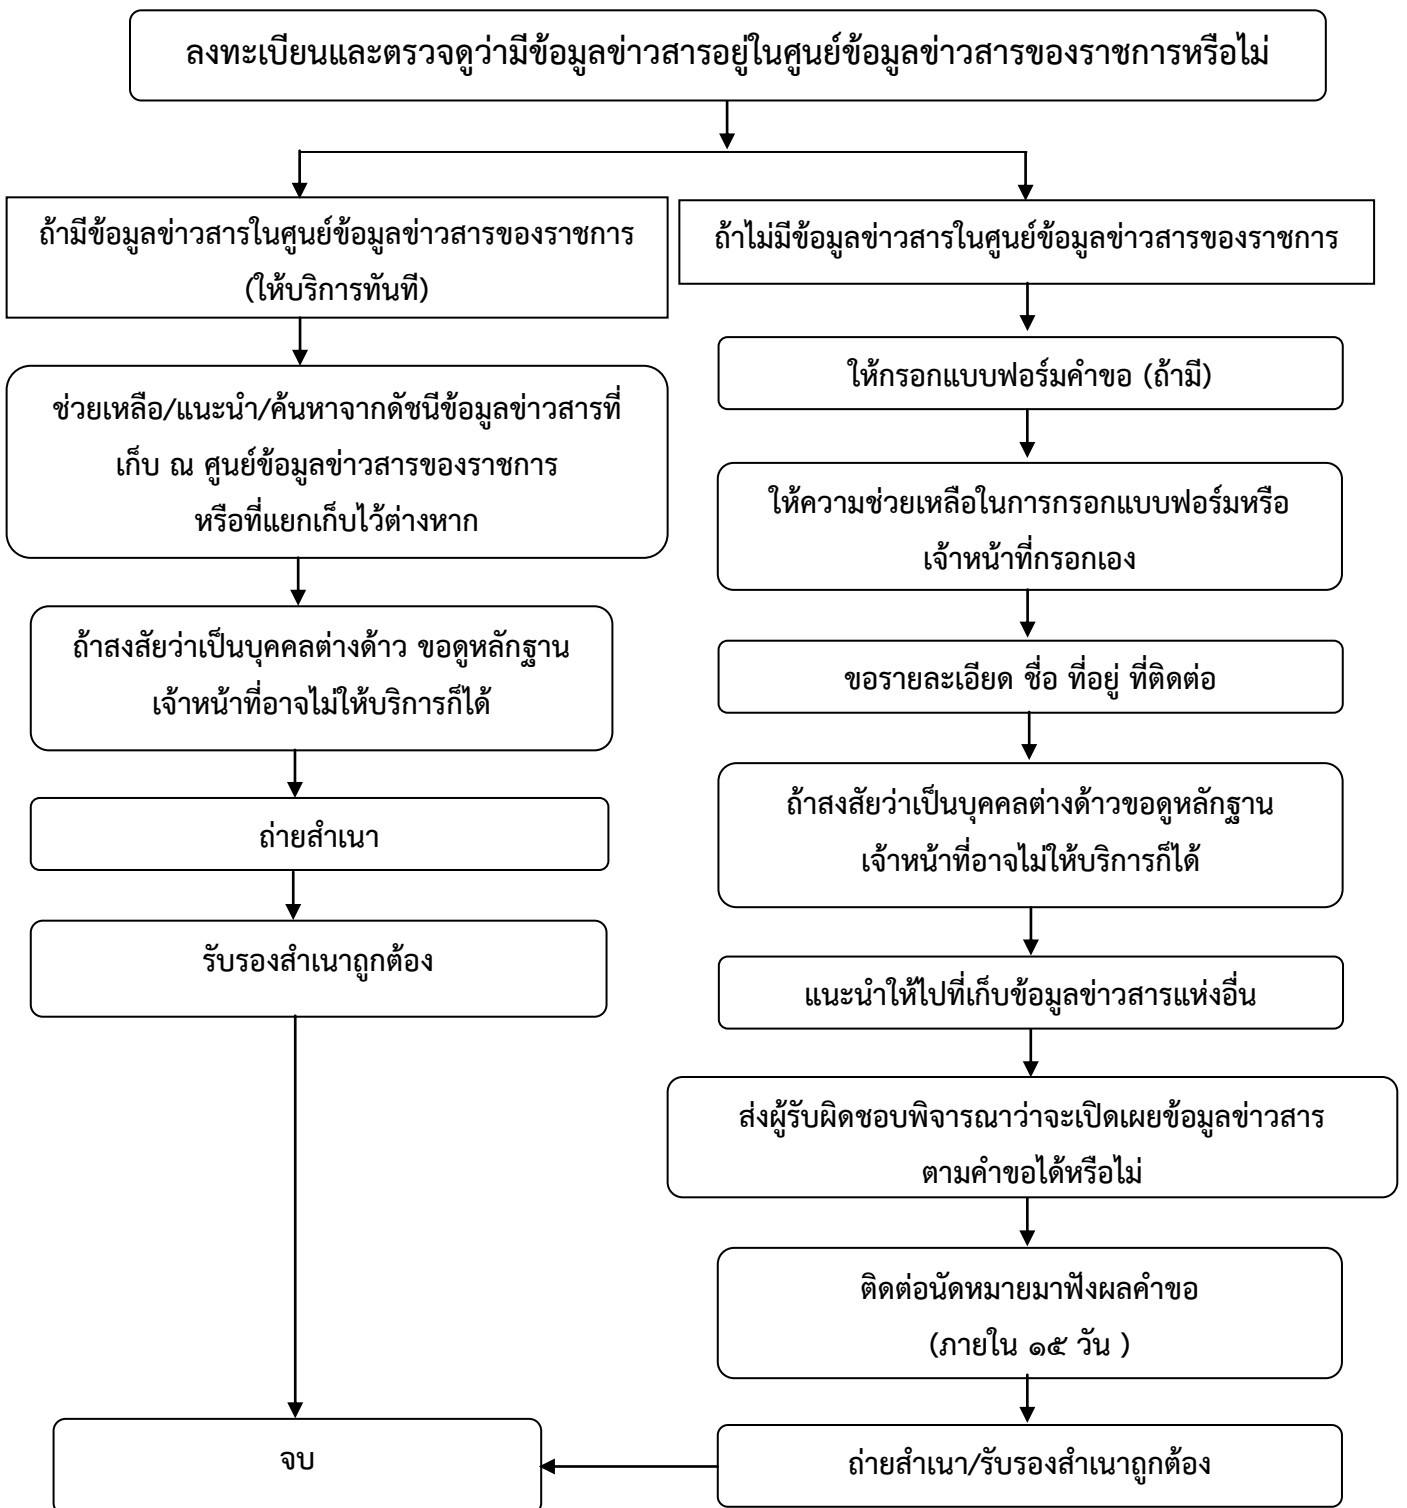 ลงทะเบียนและตรวจดูว่ามีข้อมูลข่าวสารอยู่ในศูนย์ข้อมูลข่าวสารของราชการหรือไม่
ถ้ามีข้อมูลข่าวสารในศูนย์ข้อมูลข่าวสารของราชการ
(ให้บริการทันที)
ช่วยเหลือ/แนะนำ/ค้นหาจากดัชนีข้อมูลข่าวสารที่
เก็บ ณ ศูนย์ข้อมูลข่าวสารของราชการ
หรือที่แยกเก็บไว้ต่างหาก
ถ้าสงสัยว่าเป็นบุคคลต่างด้าว ขอดูหลักฐาน
เจ้าหน้าที่อาจไม่ให้บริการก็ได้
ถ่ายสำเนา
รับรองสำเนาถูกต้อง
ถ้าไม่มีข้อมูลข่าวสารในศูนย์ข้อมูลข่าวสารของราชการ
ให้กรอกแบบฟอร์มคำขอ (ถ้ามี)
ให้ความช่วยเหลือในการกรอกแบบฟอร์มหรือ
เจ้าหน้าที่กรอกเอง
ขอรายละเอียด ชื่อ ที่อยู่ ที่ติดต่อ
ถ้าสงสัยว่าเป็นบุคคลต่างด้าวขอดูหลักฐาน
เจ้าหน้าที่อาจไม่ให้บริการก็ได้
แนะนำให้ไปที่เก็บข้อมูลข่าวสารแห่งอื่น
ส่งผู้รับผิดชอบพิจารณาว่าจะเปิดเผยข้อมูลข่าวสาร
ตามคำขอได้หรือไม่
ติดต่อนัดหมายมาฟังผลคำขอ
(ภายใน ๑๕ วัน )
ถ่ายสำเนา/รับรองสำเนาถูกต้อง
จบ